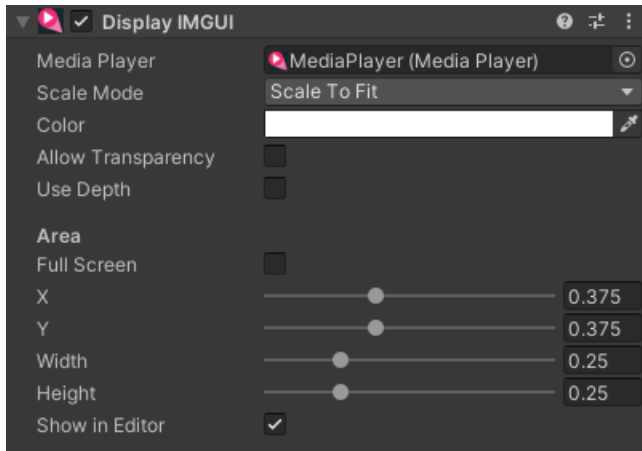 Display IMGUI
Media Player MediaPlayer (Media Player)
Scale Mode Scale To Fit
Color
Allow Transparency
Use Depth
Area
Full Screen
X 0.375
Y 0.375
Width 0.25
Height 0.25
Show in Editor